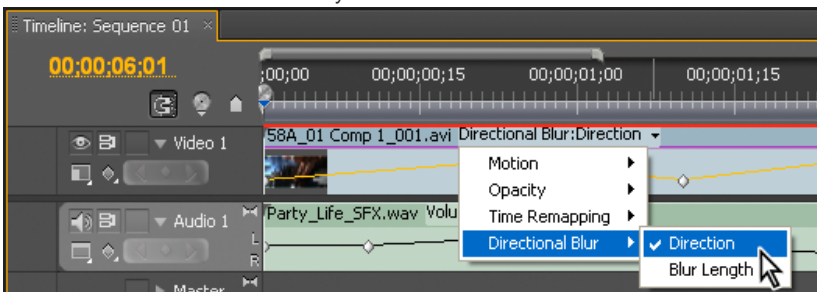 Timeline: Sequence 01 ×
00;00;06;01
;00;00 00;00;00;15 00;00;01;00 00;00;01;15
Video 1
58A_01 Comp 1_001.avi Directional Blur:Direction
Motion
Opacity
Time Remapping
Directional Blur
Direction
Blur Length
Audio 1
Party_Life_SFX.wav Volu
L
R
Master